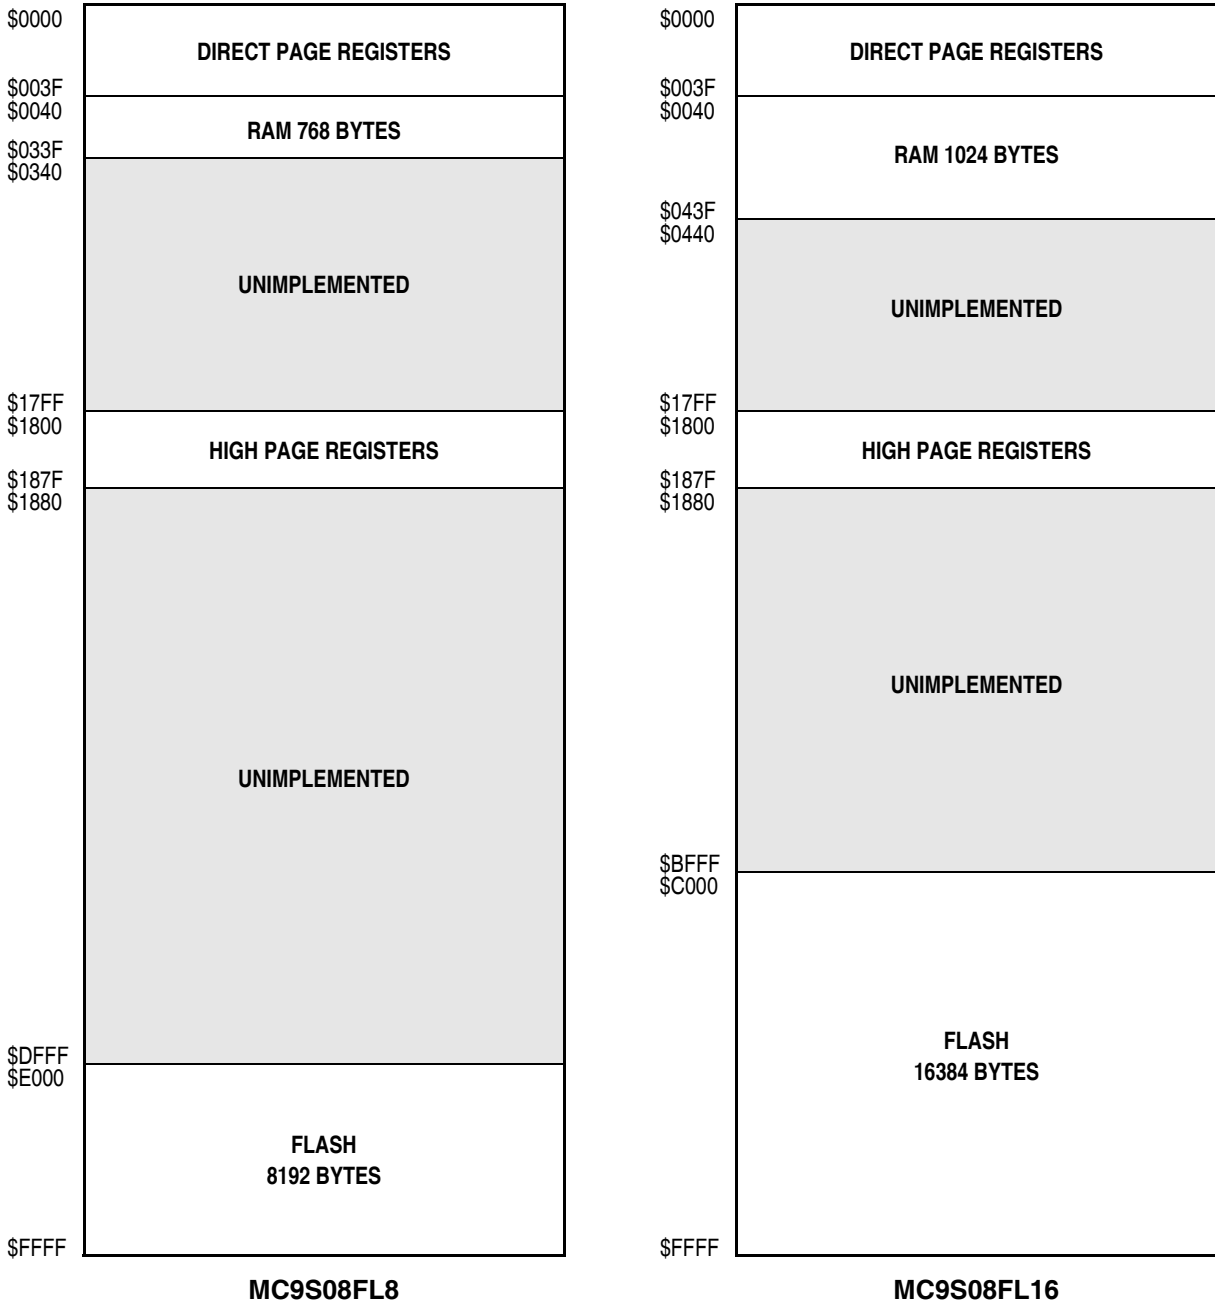 $0000
DIRECT PAGE REGISTERS
$003F
$0040
RAM 768 BYTES
$033F
$0340
UNIMPLEMENTED
$17FF
$1800
HIGH PAGE REGISTERS
$187F
$1880
UNIMPLEMENTED
$DFFF
$E000
FLASH
8192 BYTES
$FFFF
MC9S08FL8
$0000
DIRECT PAGE REGISTERS
$003F
$0040
RAM 1024 BYTES
$043F
$0440
UNIMPLEMENTED
$17FF
$1800
HIGH PAGE REGISTERS
$187F
$1880
UNIMPLEMENTED
$BFFF
$C000
FLASH
16384 BYTES
$FFFF
MC9S08FL16